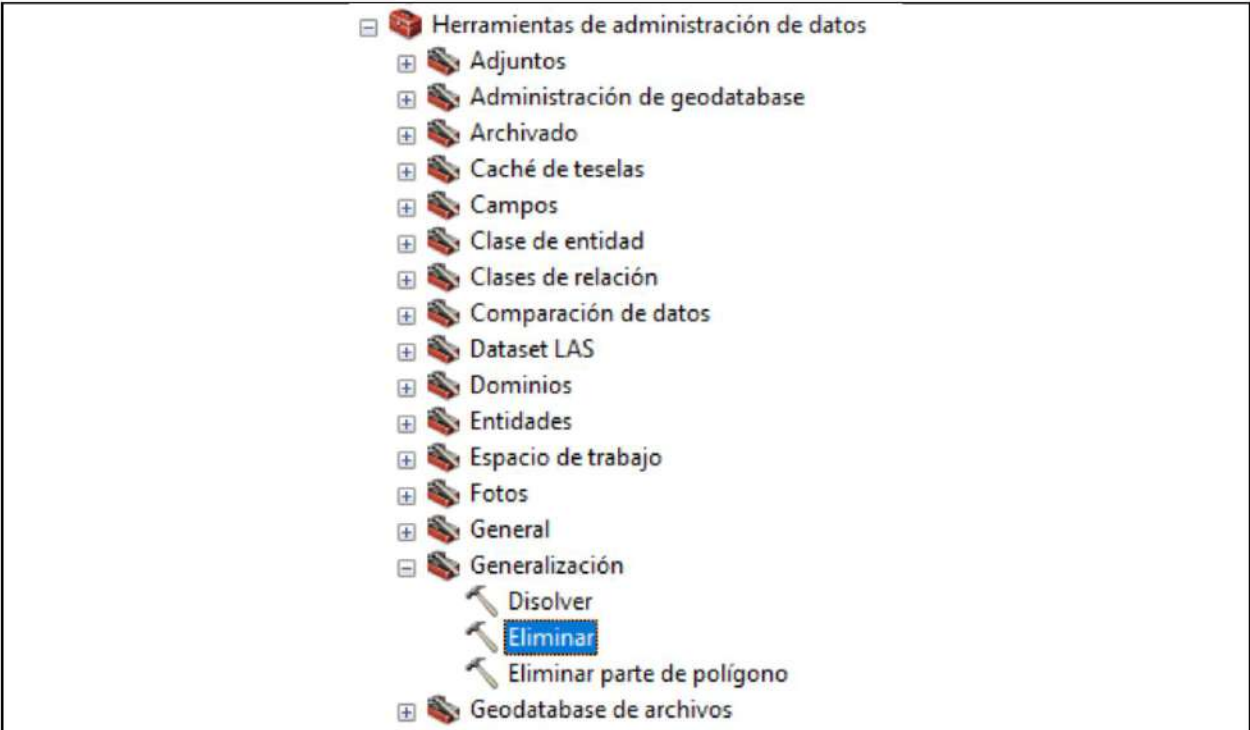 Herramientas de administración de datos
Adjuntos
Administración de geodatabase
Archivado
Caché de teselas
Campos
Clase de entidad
Clases de relación
Comparación de datos
Dataset LAS
Dominios
Entidades
Espacio de trabajo
Fotos
General
Generalización
Disolver
Eliminar
Eliminar parte de polígono
Geodatabase de archivos